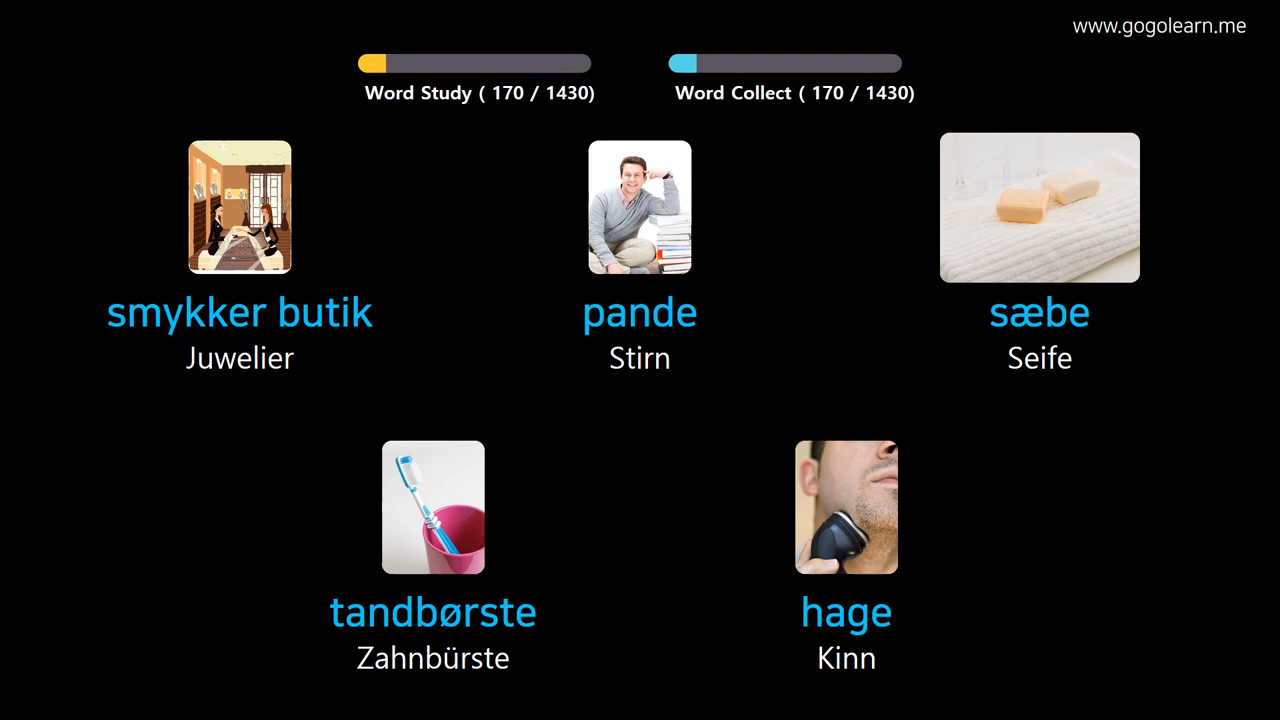 www.gogolearn.me
Word Study ( 170 / 1430)
Word Collect ( 170 / 1430)
smykker butik
Juwelier
pande
Stirn
sæbe
Seife
tandbørste
Zahnbürste
hage
Kinn